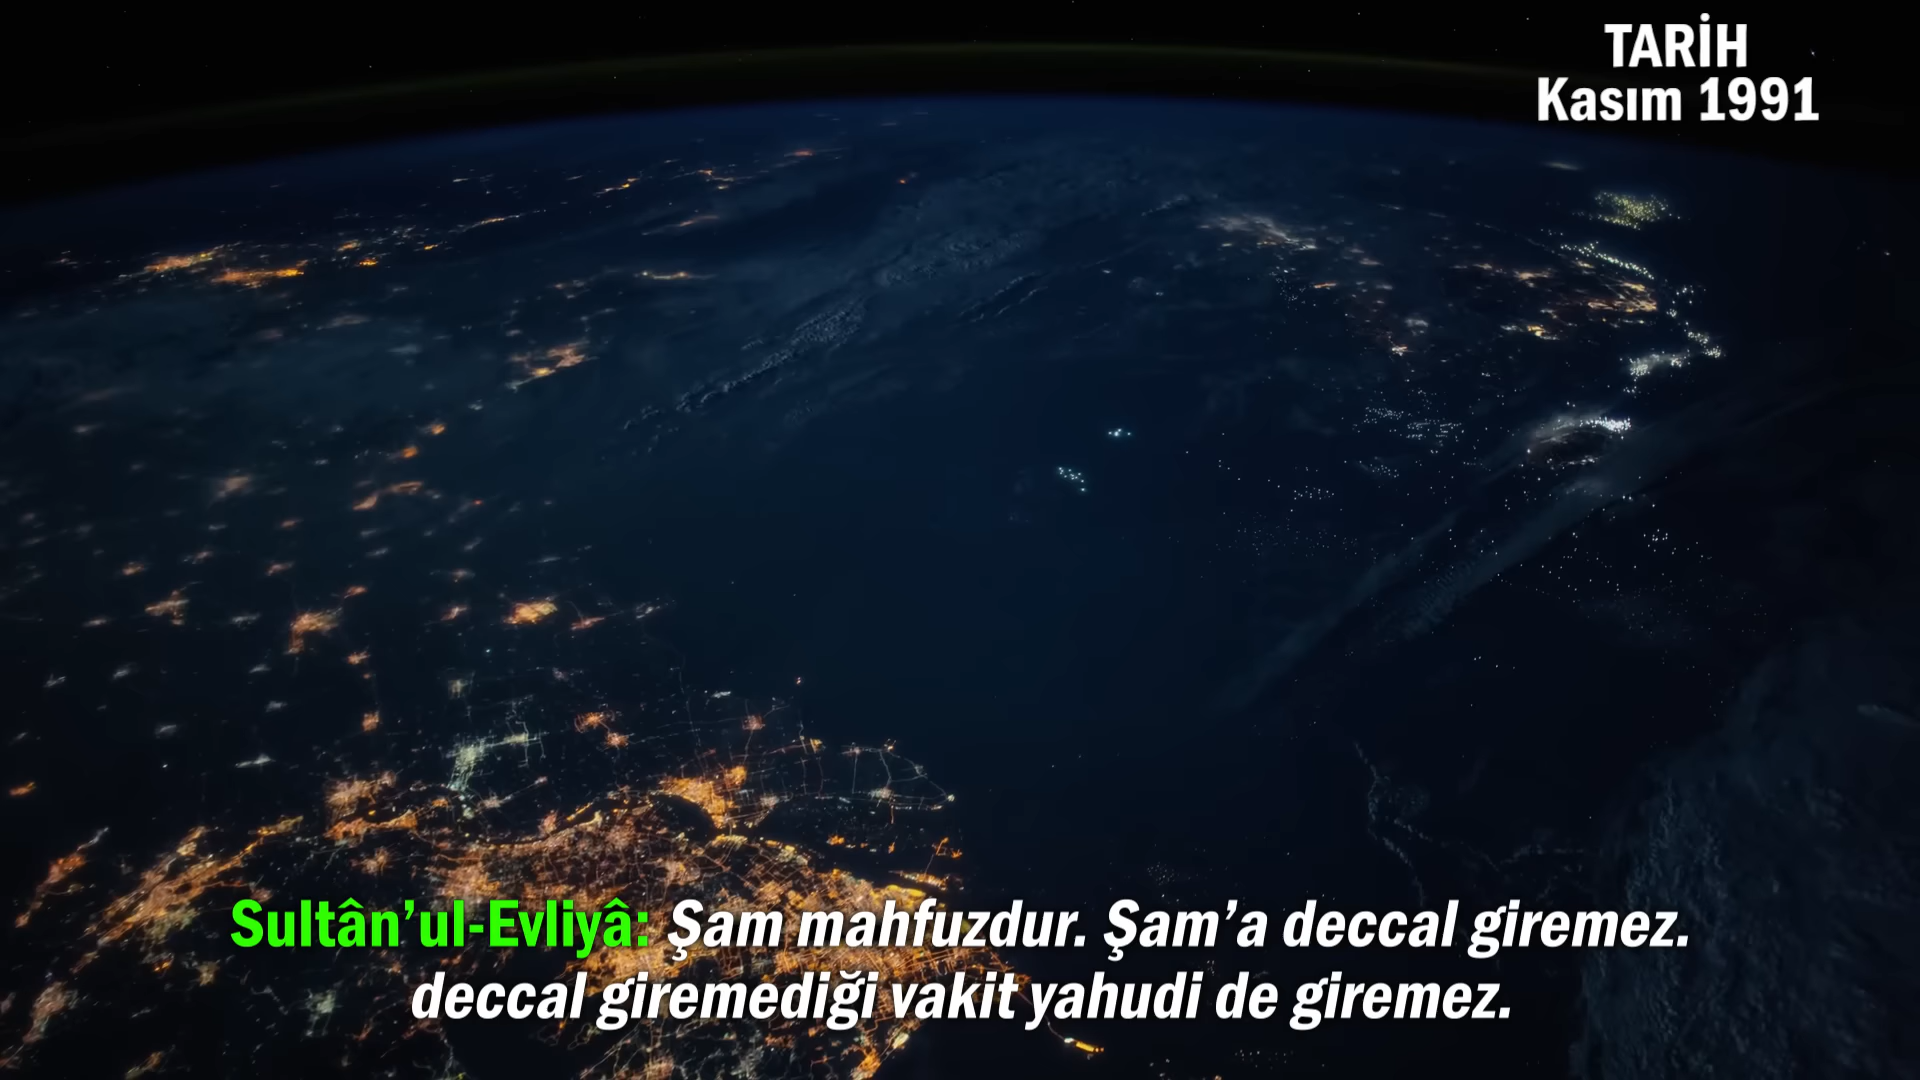 TARİH
Kasım 1991
Sultân’ul-Evliyâ: Şam mahfuzdur. Şam’a deccal giremez.
deccal giremediği vakit yahudi de giremez.